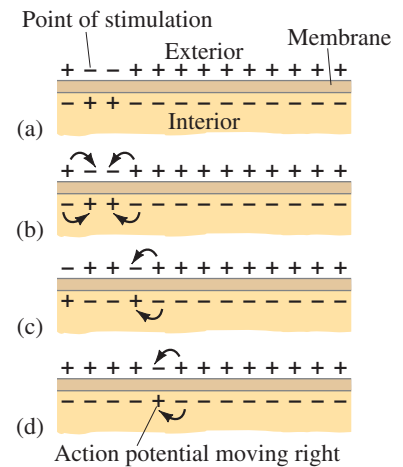 Point of stimulation
Exterior
Membrane
+ − − + + + + + + + + + +
− + + − − − − − − − − − −
Interior
(a)
+ − − + + + + + + + + + +
− + + − − − − − − − − − −
(b)
− + + − + + + + + + + + +
+ − − + − − − − − − − − −
(c)
+ + + + − + + + + + + + +
− − − − + − − − − − − − −
(d)
Action potential moving right